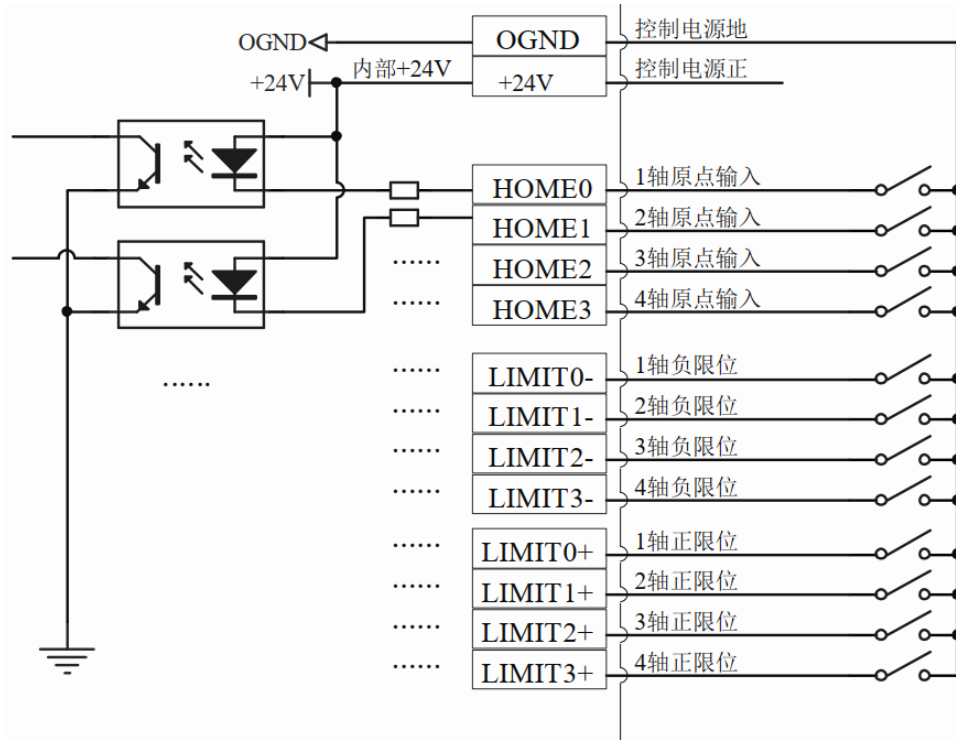 OGND
OGND
控制电源地
+24V
内部+24V
+24V
控制电源正
HOME0
1轴原点输入
HOME1
2轴原点输入
……
HOME2
3轴原点输入
……
HOME3
4轴原点输入
……
……
LIMIT0-
1轴负限位
……
LIMIT1-
2轴负限位
……
LIMIT2-
3轴负限位
……
LIMIT3-
4轴负限位
……
LIMIT0+
1轴正限位
……
LIMIT1+
2轴正限位
……
LIMIT2+
3轴正限位
……
LIMIT3+
4轴正限位